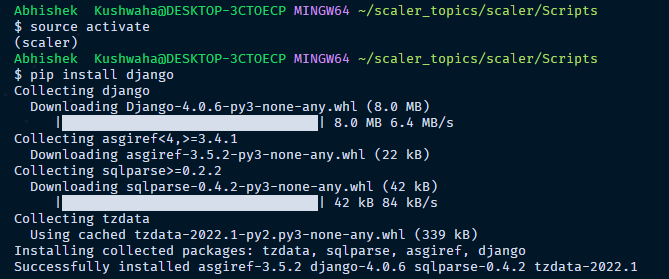 Abhishek  Kushwaha@DESKTOP-3CTOECP MINGW64 ~/scaler_topics/scaler/Scripts
$ source activate
(scaler)
Abhishek  Kushwaha@DESKTOP-3CTOECP MINGW64 ~/scaler_topics/scaler/Scripts
$ pip install django
Collecting django
  Downloading Django-4.0.6-py3-none-any.whl (8.0 MB)
     |████████████████████████████████| 8.0 MB 6.4 MB/s
Collecting asgiref<4,>=3.4.1
  Downloading asgiref-3.5.2-py3-none-any.whl (22 kB)
Collecting sqlparse>=0.2.2
  Downloading sqlparse-0.4.2-py3-none-any.whl (42 kB)
     |████████████████████████████████| 42 kB 84 kB/s
Collecting tzdata
  Using cached tzdata-2022.1-py2.py3-none-any.whl (339 kB)
Installing collected packages: tzdata, sqlparse, asgiref, django
Successfully installed asgiref-3.5.2 django-4.0.6 sqlparse-0.4.2 tzdata-2022.1